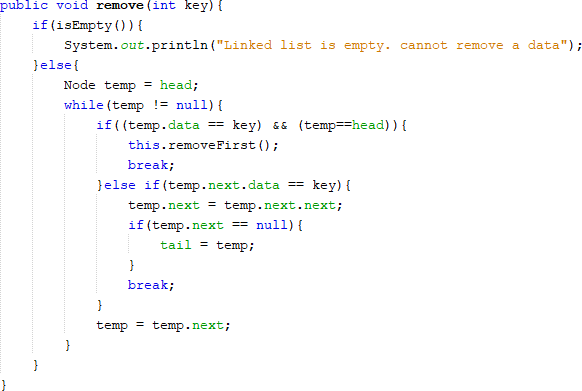 public void remove(int key){
    if(isEmpty()){
        System.out.println("Linked list is empty. cannot remove a data");
    }else{
        Node temp = head;
        while(temp != null){
            if((temp.data == key) && (temp==head)){
                this.removeFirst();
                break;
            }else if(temp.next.data == key){
                temp.next = temp.next.next;
                if(temp.next == null){
                    tail = temp;
                }
                break;
            }
            temp = temp.next;
        }
    }
}